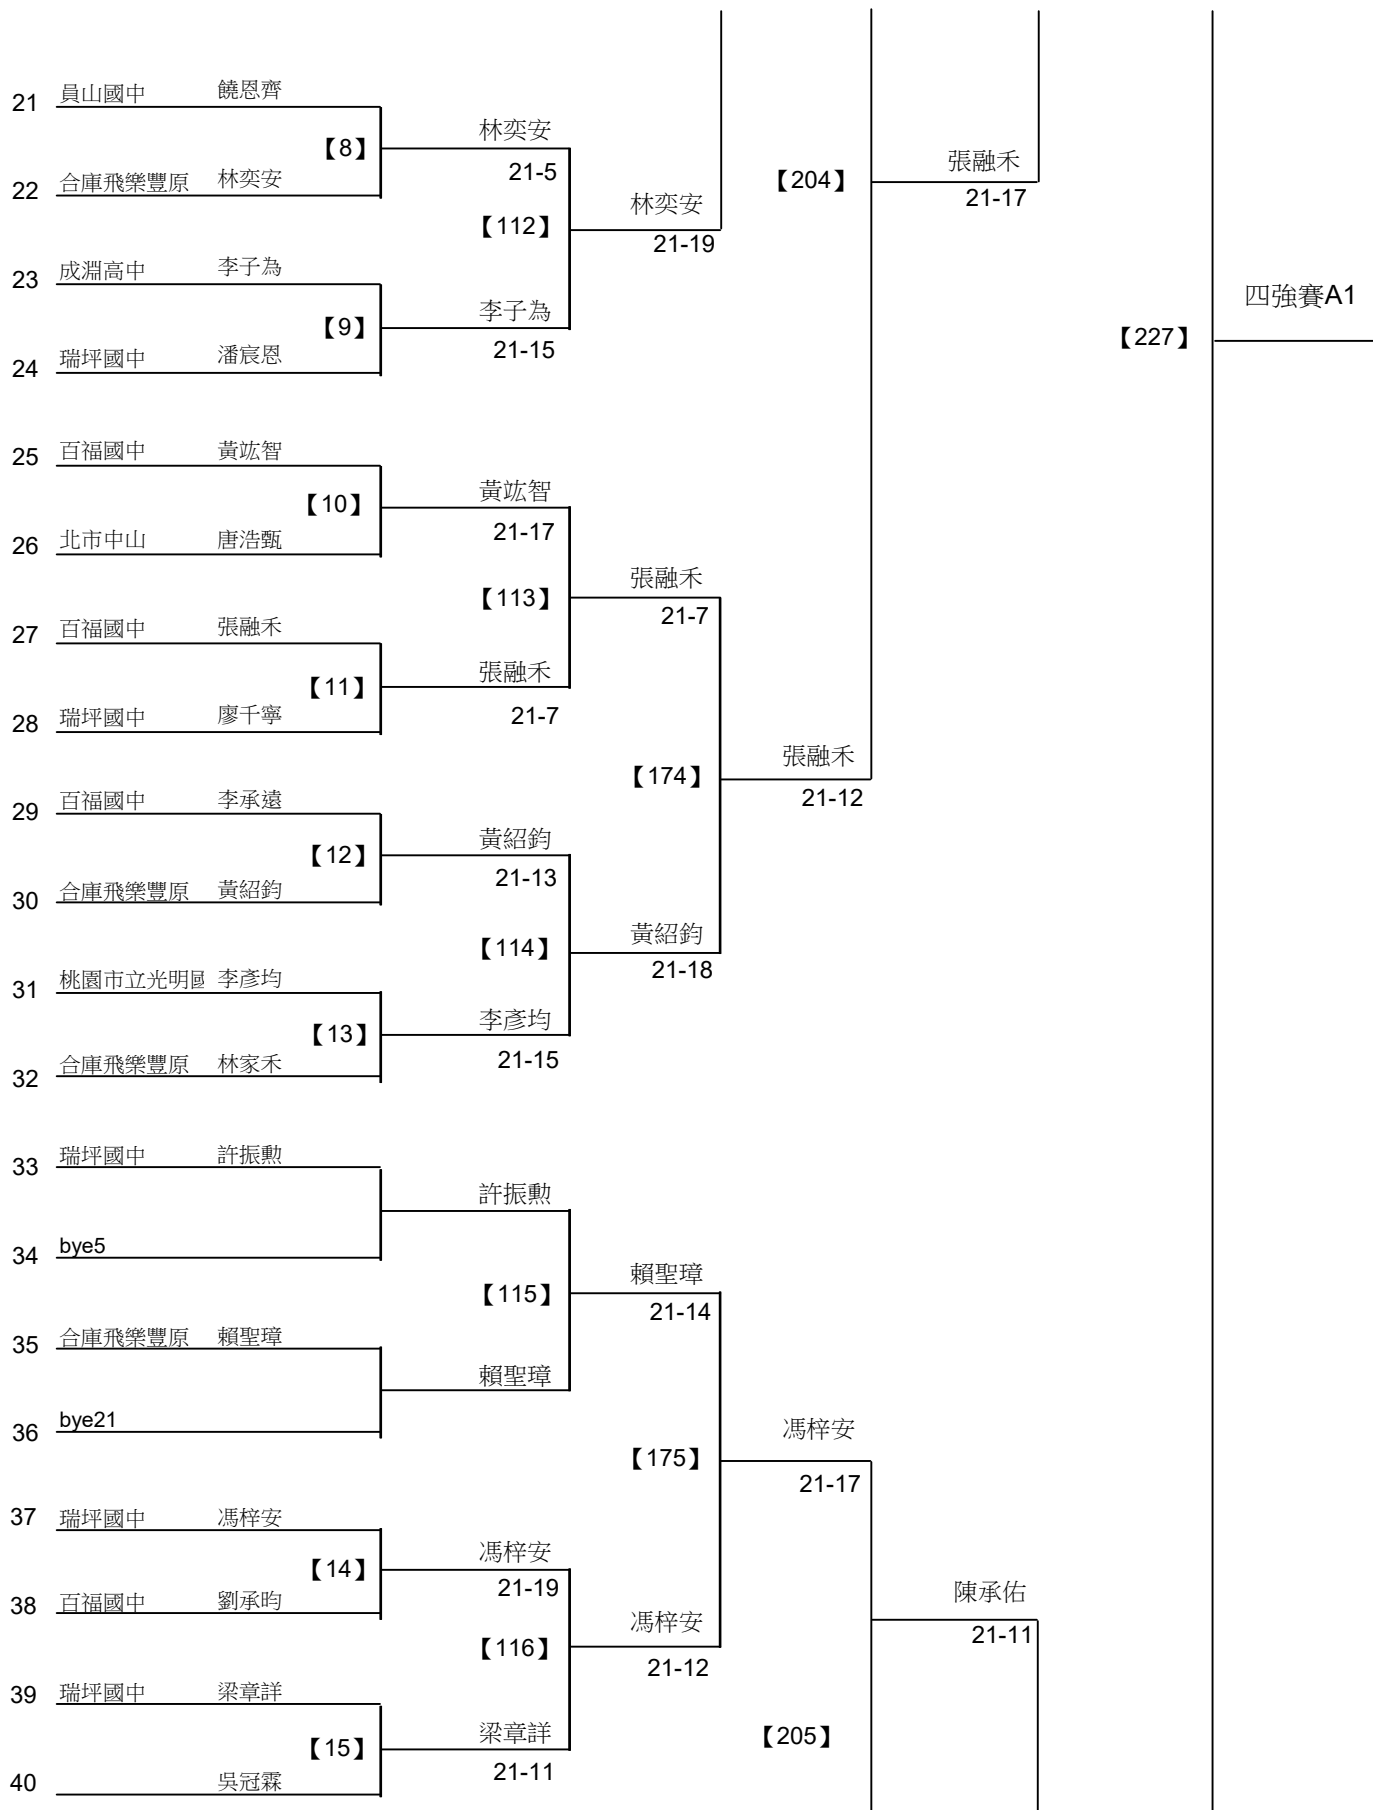 21 員山國中 饒恩齊
【8】 林奕安
21-5
22 合庫飛樂豐原 林奕安
【112】 林奕安
21-19
23 成淵高中 李子為
【9】 李子為
21-15
24 瑞坪國中 潘宸恩
【204】 張融禾
21-17
四強賽A1
【227】
25 百福國中 黃竑智
【10】 黃竑智
21-17
26 北市中山 唐浩甄
【113】 張融禾
21-7
27 百福國中 張融禾
【11】 張融禾
21-7
28 瑞坪國中 廖千寧
【174】 張融禾
21-12
29 百福國中 李承遠
【12】 黃紹鈞
21-13
30 合庫飛樂豐原 黃紹鈞
【114】 黃紹鈞
21-18
31 桃園市立光明 李彥均
【13】 李彥均
21-15
32 合庫飛樂豐原 林家禾
33 瑞坪國中 許振勲
許振勲
34 bye5
【115】 賴聖璋
21-14
35 合庫飛樂豐原 賴聖璋
賴聖璋
36 bye21
【175】 馮梓安
21-17
37 瑞坪國中 馮梓安
【14】 馮梓安
21-19
38 百福國中 劉承昀
【116】 馮梓安
21-12
陳承佑
21-11
39 瑞坪國中 梁章詳
【15】 梁章詳
21-11
【205】
40 吳冠霖